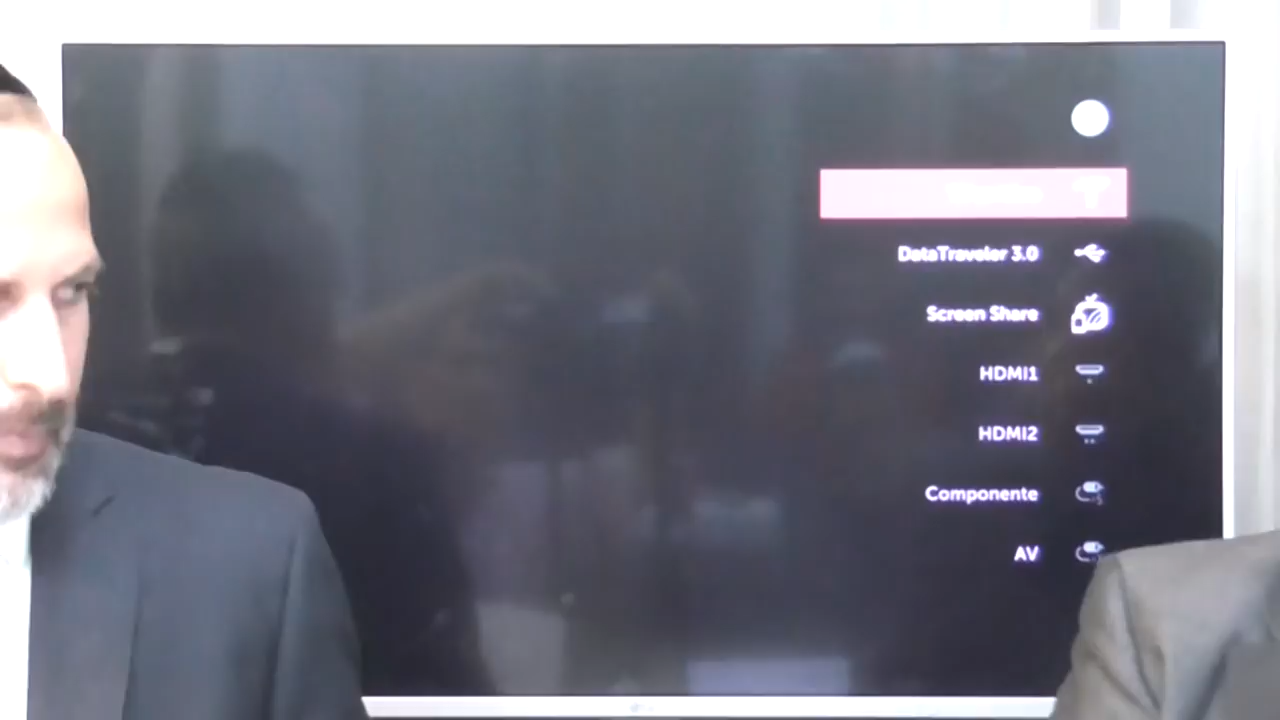 DataTraveler 3.0
Screen Share
HDMI1
HDMI2
Componente
AV